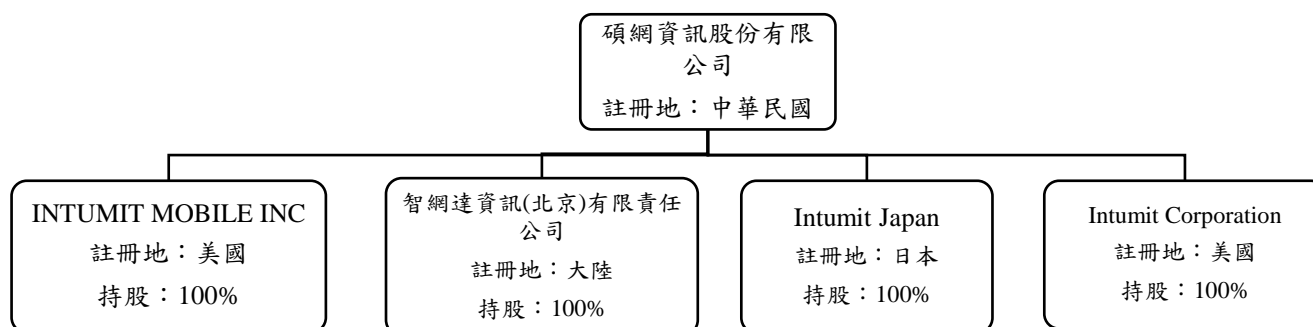 碩網資訊股份有限
公司
註冊地：中華民國
INTUMIT MOBILE INC
註冊地：美國
持股：100%
智網達資訊(北京)有限責任
公司
註冊地：大陸
持股：100%
Intumit Japan
註冊地：日本
持股：100%
Intumit Corporation
註冊地：美國
持股：100%